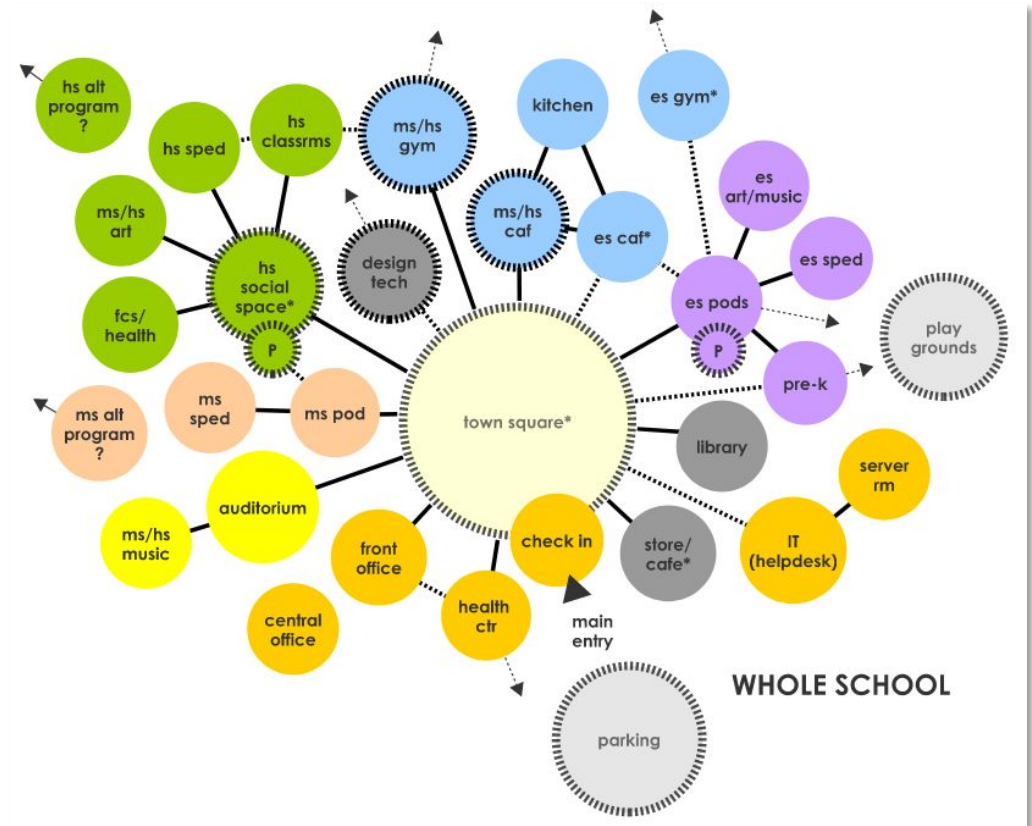 hs alt
program
?
hs sped
hs
classrms
ms/hs
gym
kitchen
es gym*
ms/hs
art
hs
social
space*
design
tech
ms/hs
caf
es caf*
es
art/music
es sped
fcs/
health
P
es pods
P
play
grounds
pre-k
ms alt
program
?
ms
sped
ms pod
town square*
library
server
rm
auditorium
ms/hs
music
front
office
check in
store/
cafe*
IT
(helpdesk)
central
office
health
ctr
main
entry
WHOLE SCHOOL
parking